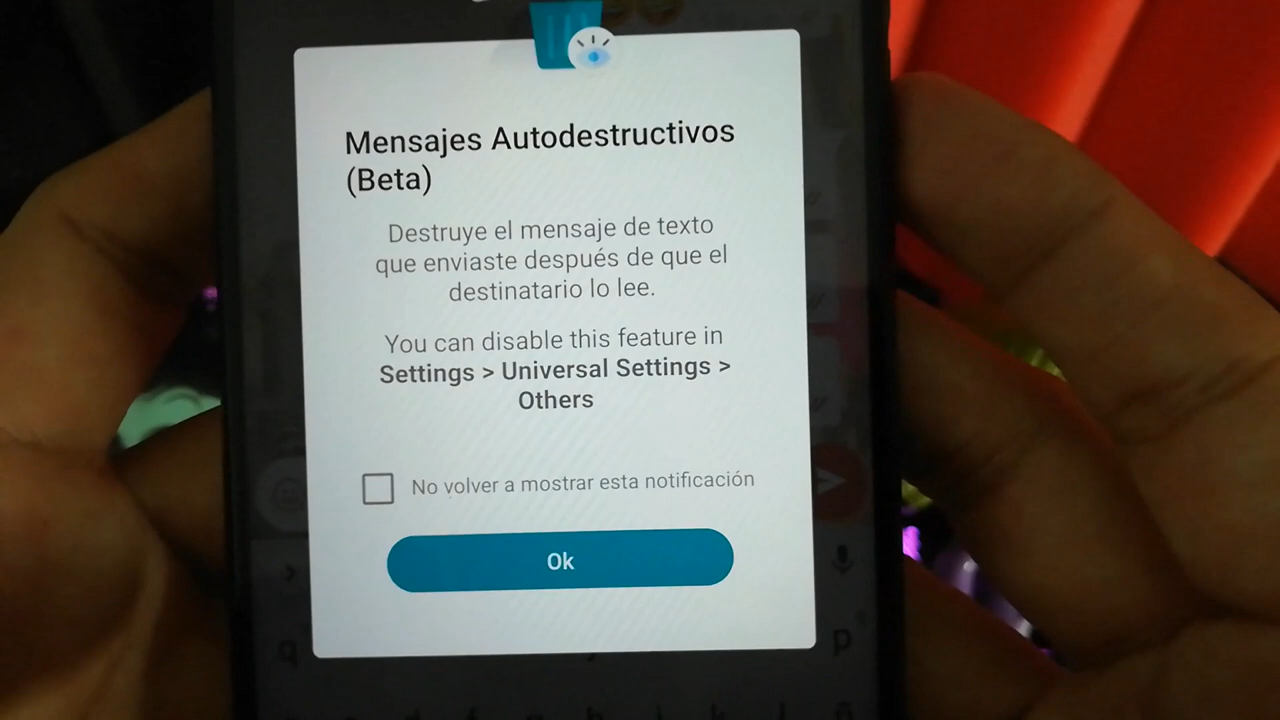 Mensajes Autodestructivos
(Beta)
Destruye el mensaje de texto
que enviaste después de que el
destinatario lo lee.
You can disable this feature in
Settings > Universal Settings >
Others
No volver a mostrar esta notificación
Ok
q
p